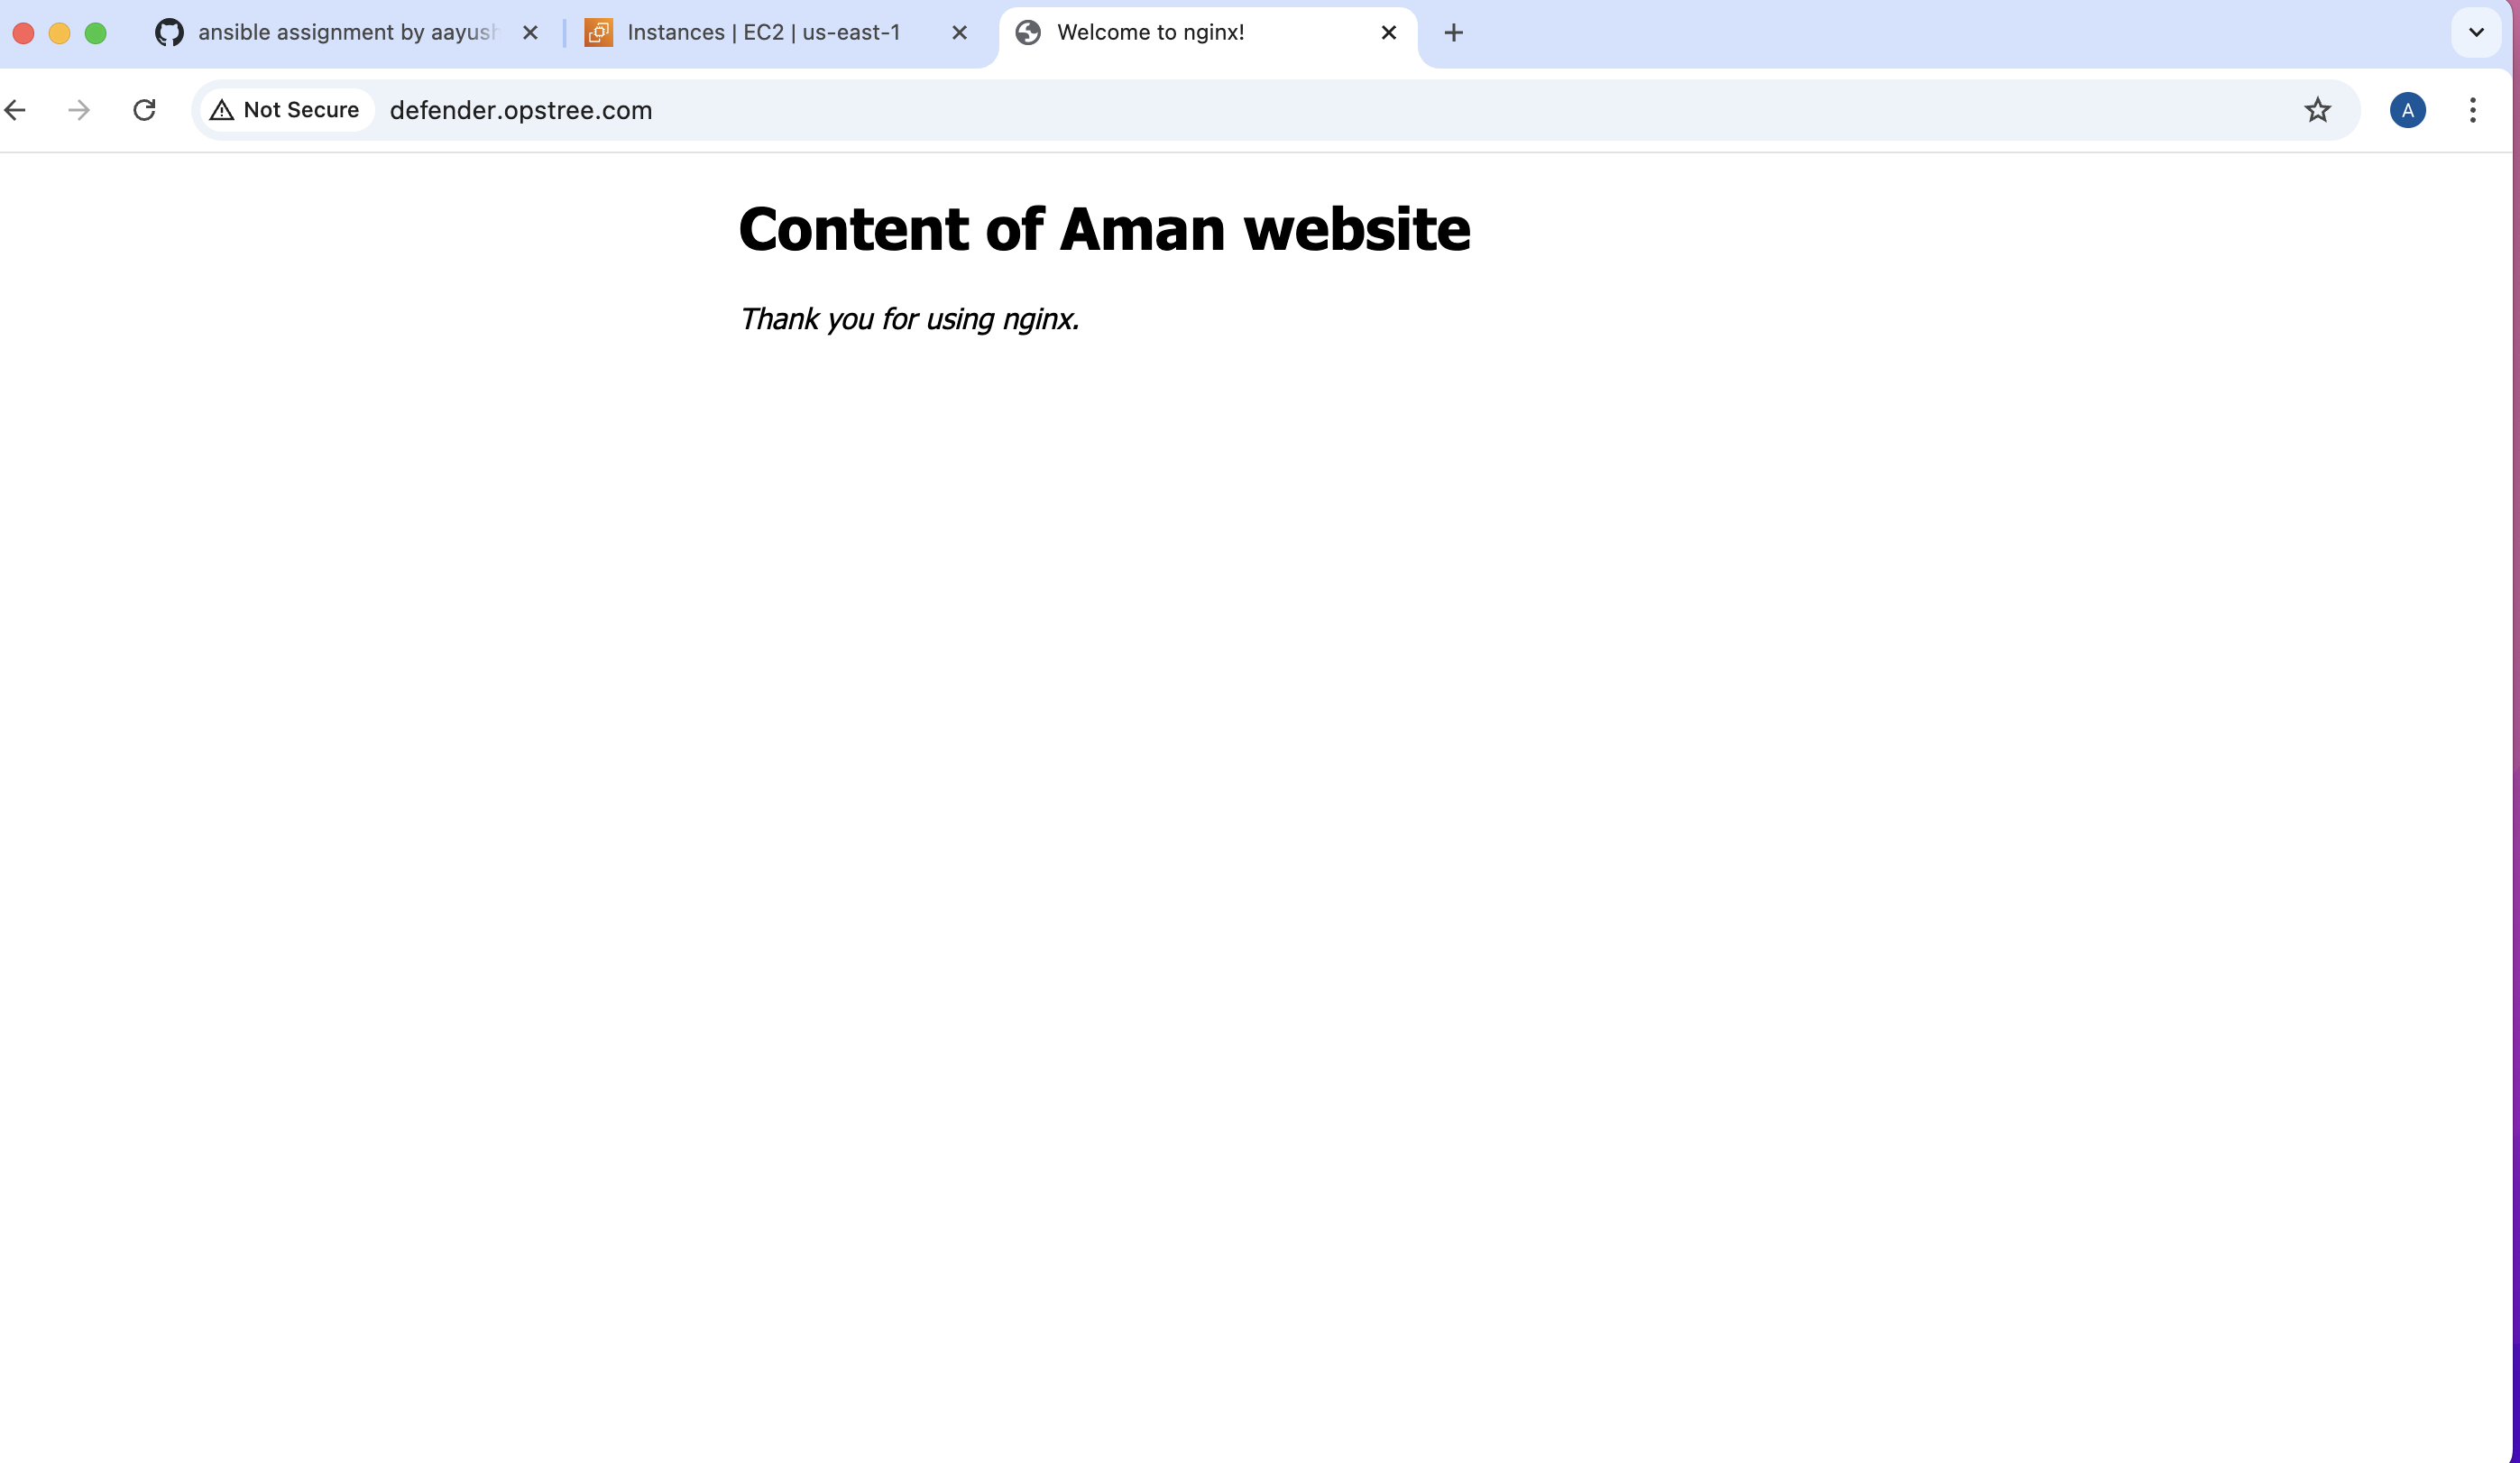 ansible assignment by aayush
Instances | EC2 | us-east-1
Welcome to nginx!
Not Secure
defender.opstree.com
A
Content of Aman website
Thank you for using nginx.